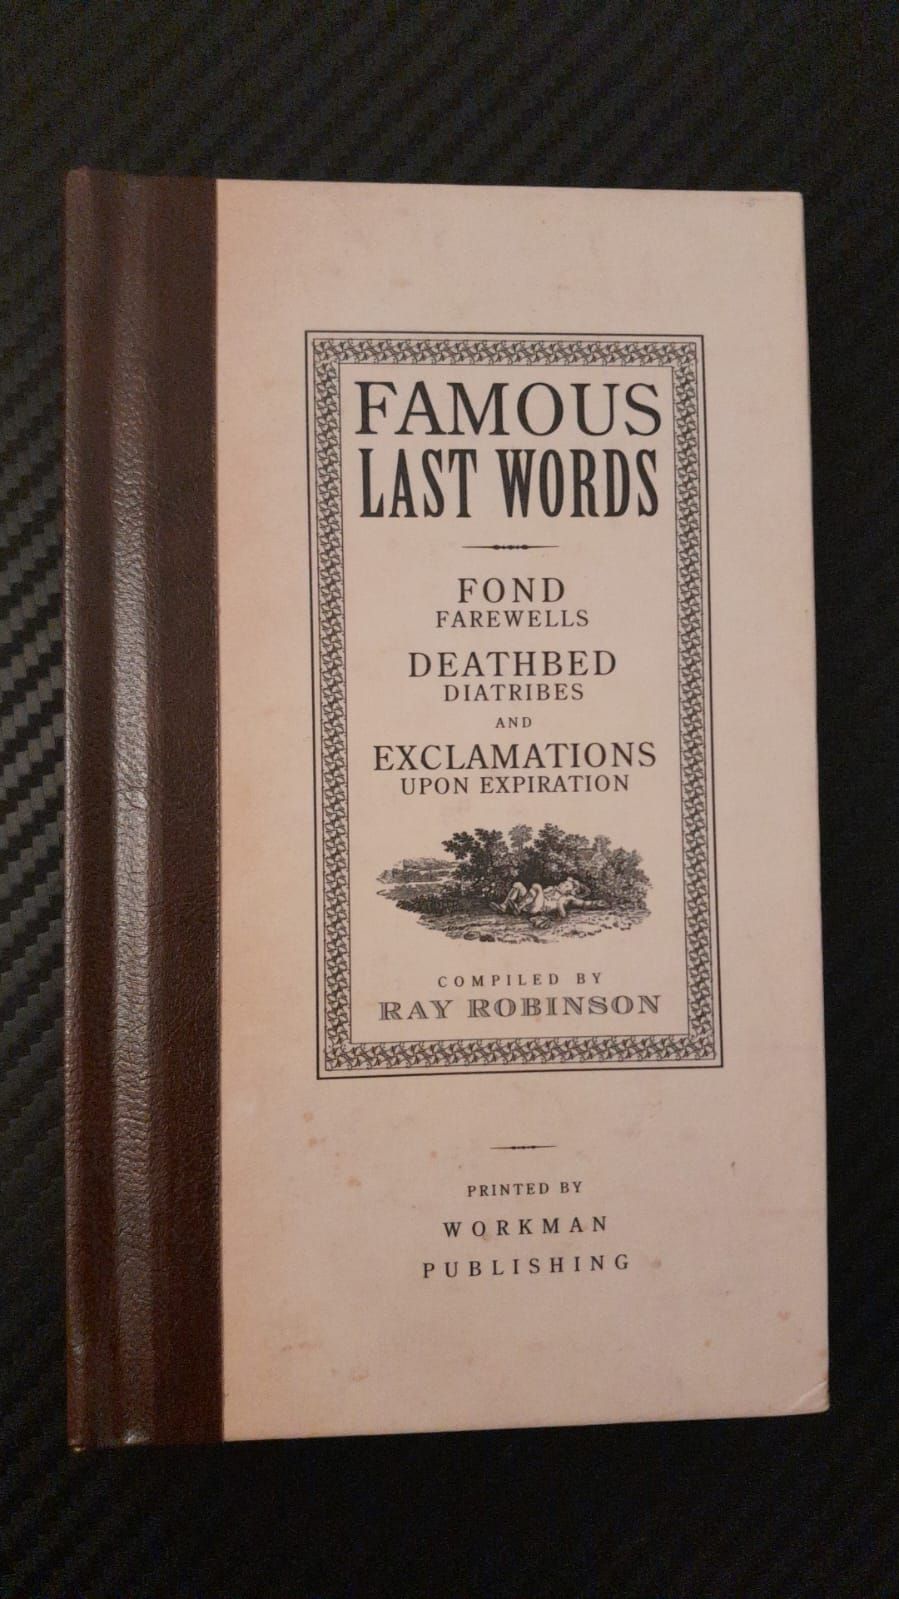 FAMOUS
LAST WORDS
FOND
FAREWELLS
DEATHBED
DIATRIBES
AND
EXCLAMATIONS
UPON EXPIRATION
COMPILED BY
RAY ROBINSON
PRINTED BY
WORKMAN
PUBLISHING